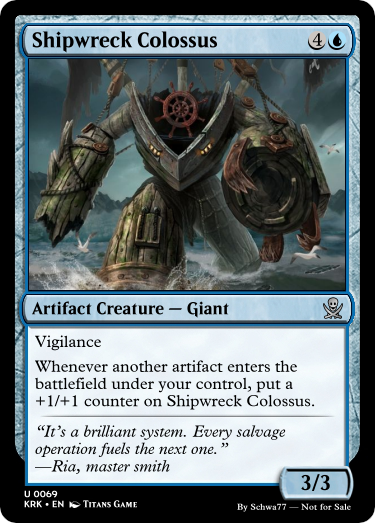 Shipwreck Colossus 4
Artifact Creature — Giant
Vigilance
Whenever another artifact enters the
battlefield under your control, put a
+1/+1 counter on Shipwreck Colossus.
“It’s a brilliant system. Every salvage
operation fuels the next one.”
—Ria, master smith
3/3
U 0069
KRK • EN Titans Game
By Schwa77 — Not for Sale